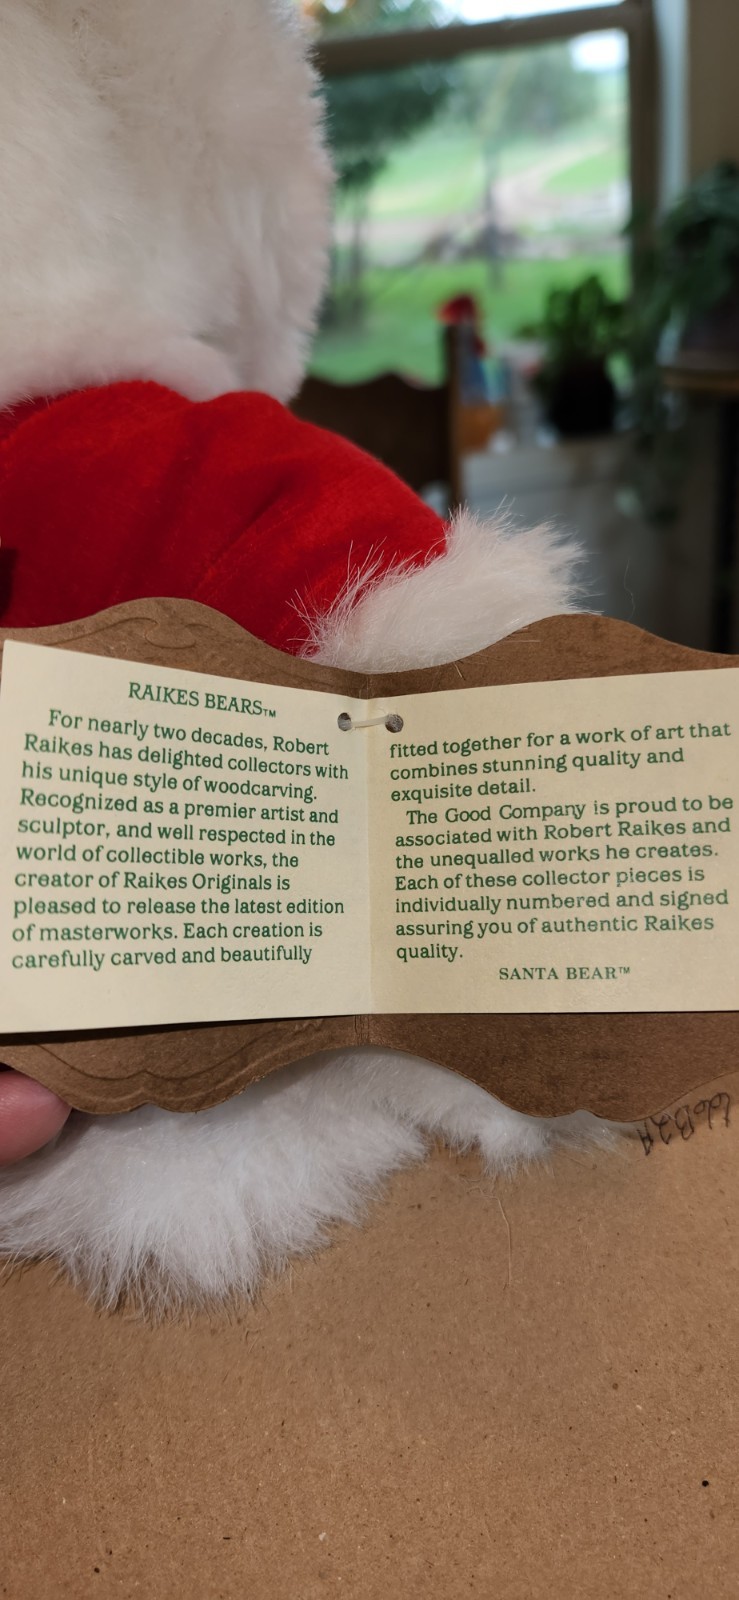 RAIKES BEARS™
For nearly two decades, Robert
Raikes has delighted collectors with
his unique style of woodcarving.
Recognized as a premier artist and
sculptor, and well respected in the
world of collectible works, the
creator of Raikes Originals is
pleased to release the latest edition
of masterworks. Each creation is
carefully carved and beautifully
fitted together for a work of art that
combines stunning quality and
exquisite detail.
The Good Company is proud to be
associated with Robert Raikes and
the unequalled works he creates.
Each of these collector pieces is
individually numbered and signed
assuring you of authentic Raikes
quality.
SANTA BEAR™